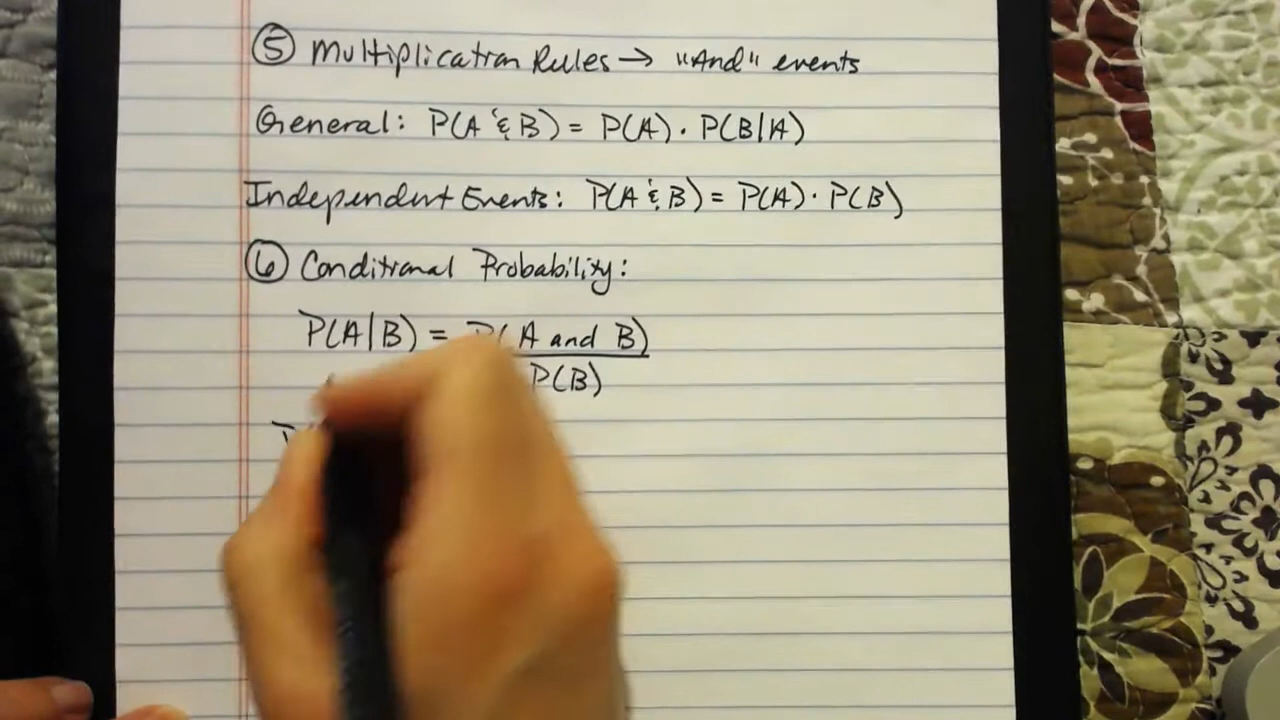 ⑤ Multiplication Rules → "And" events
General: P(A & B) = P(A) · P(B|A)
Independent Events: P(A & B) = P(A) · P(B)
⑥ Conditional Probability:
P(A|B) = P(A and B)
P(B)